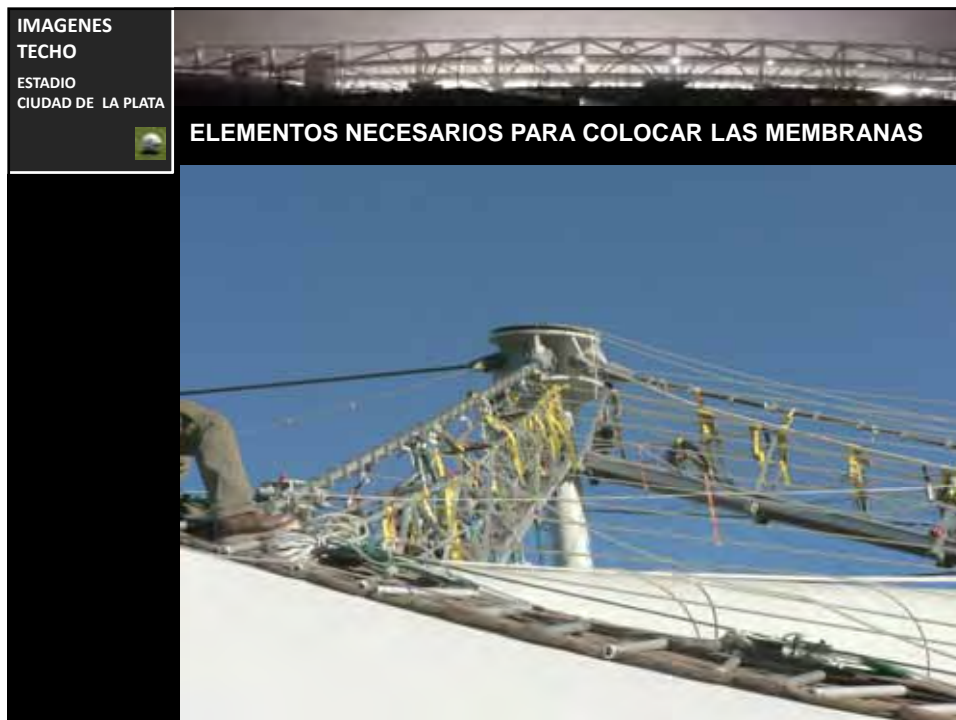 IMAGENES
TECHO
ESTADIO
CIUDAD DE LA PLATA
ELEMENTOS NECESARIOS PARA COLOCAR LAS MEMBRANAS